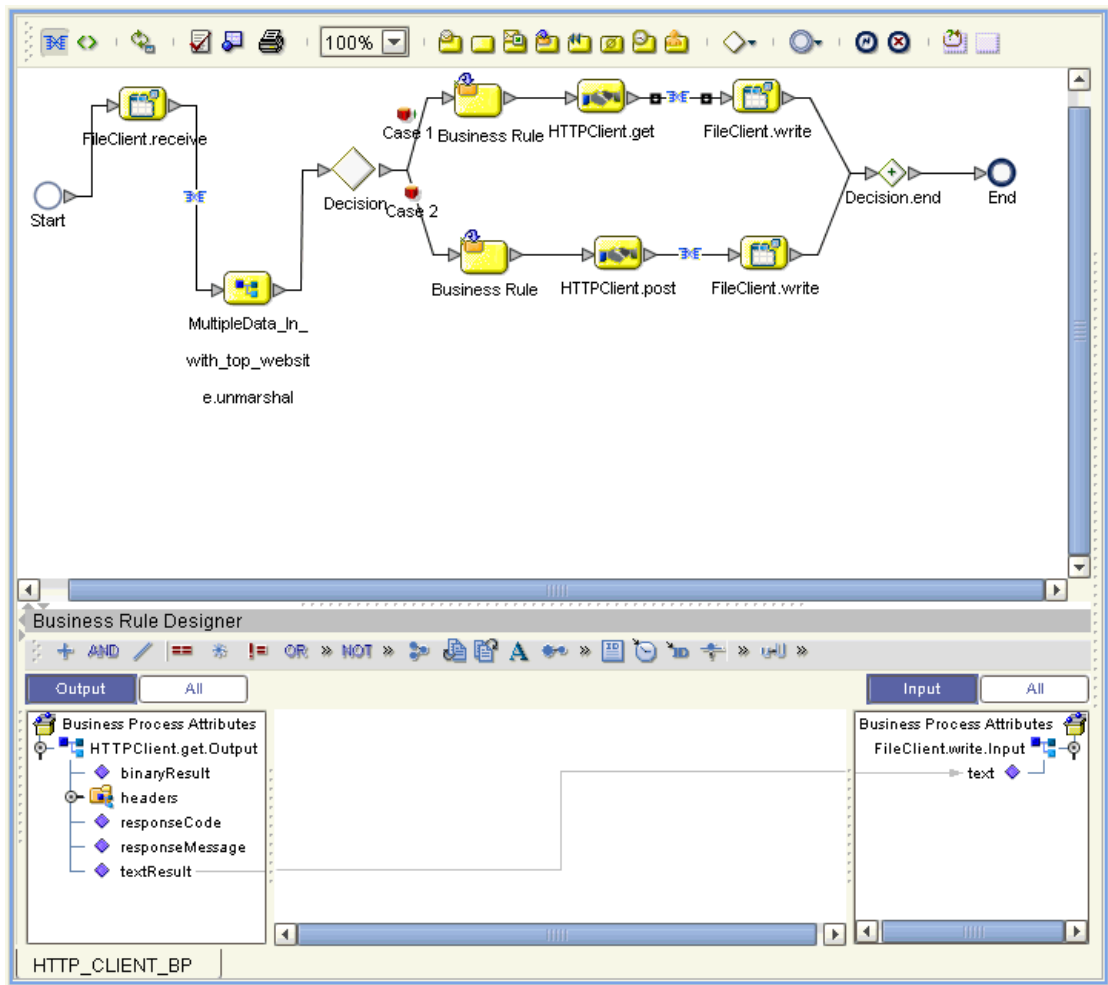 100%
FileClient.receive
Start
MultipleData_In_
with_top_websit
e.unmarshal
Decision
Case 1
Case 2
Business Rule
HTTPClient.get
FileClient.write
Business Rule
HTTPClient.post
FileClient.write
Decision.end
End
Business Rule Designer
AND
==
!=
OR
NOT
A
Output
All
Input
All
Business Process Attributes
HTTPClient.get.Output
binaryResult
headers
responseCode
responseMessage
textResult
Business Process Attributes
FileClient.write.Input
text
HTTP_CLIENT_BP